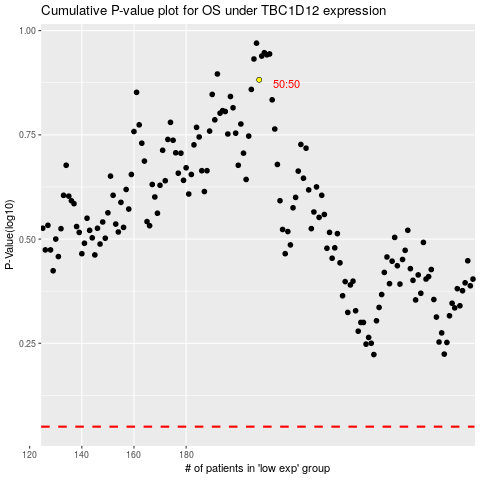 Cumulative P-value plot for OS under TBC1D12 expression
1.00
0.75
0.50
0.25
P-Value(log10)
50:50
120 140 160 180
# of patients in 'low exp' group